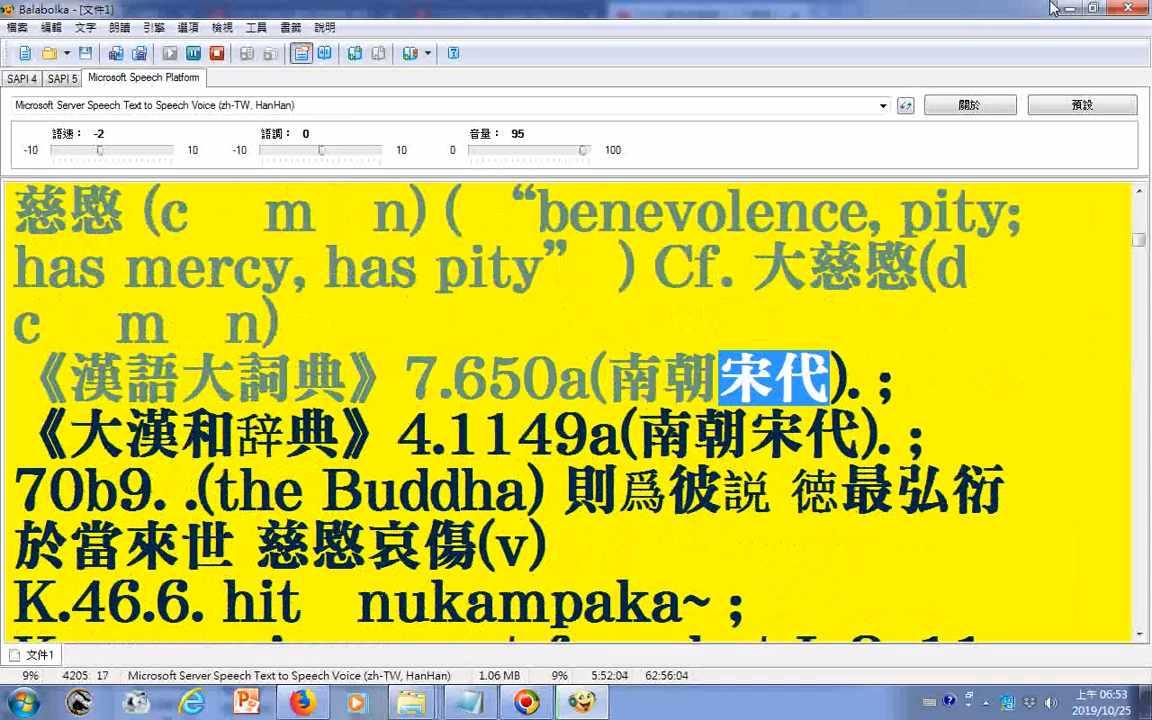 Balabolka - [文件1]
檔案 編輯 文字 朗讀 引擎 選項 檢視 工具 書籤 說明
SAPI 4 SAPI 5 Microsoft Speech Platform
Microsoft Server Speech Text to Speech Voice (zh-TW, HanHan) 關於 預設
語速： -2 語調： 0 音量： 95
-10 10 -10 10 0 100
慈愍 (c m n) ( “benevolence, pity;
has mercy, has pity” ) Cf. 大慈愍(d
c m n)
《漢語大詞典》 7.650a(南朝宋代). ;
《大漢和辞典》 4.1149a(南朝宋代). ;
70b9. .(the Buddha) 則爲彼説 徳最弘衍
於當來世 慈愍哀傷(v)
K.46.6. hit nukampaka~ ;
文件1
9% 4205 17 Microsoft Server Speech Text to Speech Voice (zh-TW, HanHan) 1.06 MB 9% 5:52:04 62:56:04
上午 06:53
2019/10/25